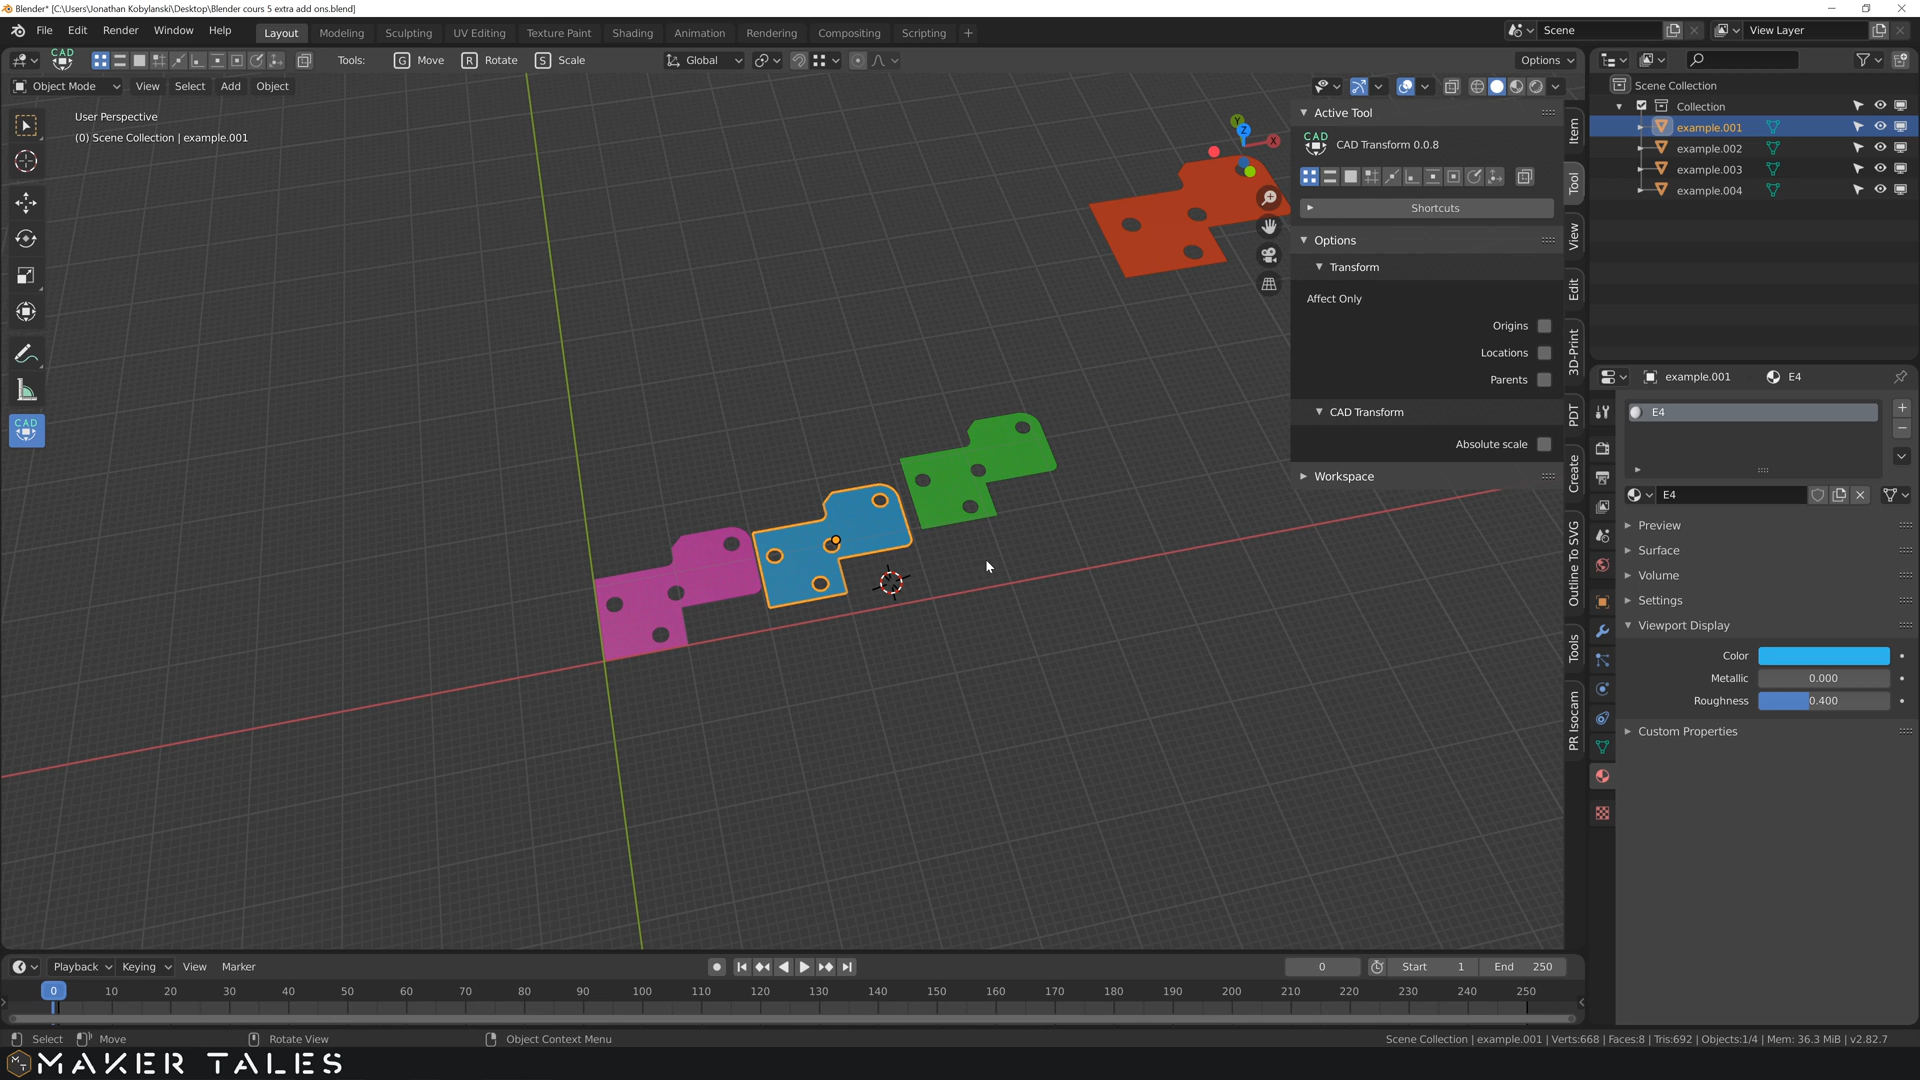 Blender* [C:\Users\Jonathan Kobylanski\Desktop\Blender cours 5 extra add ons.blend]
File Edit Render Window Help Layout Modeling Sculpting UV Editing Texture Paint Shading Animation Rendering Compositing Scripting + Scene View Layer
CAD Tools: G Move R Rotate S Scale Global Options
Object Mode View Select Add Object
User Perspective
(0) Scene Collection | example.001
Active Tool
CAD
CAD Transform 0.0.8
Shortcuts
Options
Transform
Affect Only
Origins
Locations
Parents
CAD Transform
Absolute scale
Workspace
Y
Z
X
CAD
Item
Tool
View
Edit
3D-Print
PDT
Create
Outline To SVG
Tools
PR Isocam
Scene Collection
Collection
example.001
example.002
example.003
example.004
example.001 E4
E4
E4
Preview
Surface
Volume
Settings
Viewport Display
Color
Metallic 0.000
Roughness 0.400
Custom Properties
Playback Keying View Marker 0 Start 1 End 250
0 10 20 30 40 50 60 70 80 90 100 110 120 130 140 150 160 170 180 190 200 210 220 230 240 250
Select Move Rotate View Object Context Menu Scene Collection | example.001 | Verts:668 | Faces:8 | Tris:692 | Objects:1/4 | Mem: 36.3 MiB | v2.82.7
MT MAKER TALES